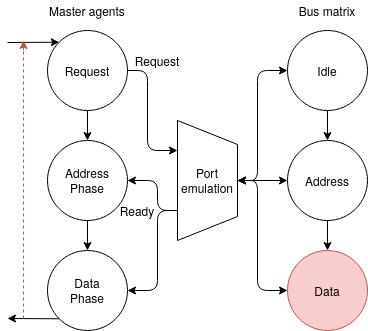 Master agents
Bus matrix
Request
Request
Idle
Address
Phase
Port
emulation
Address
Ready
Data
Phase
Data